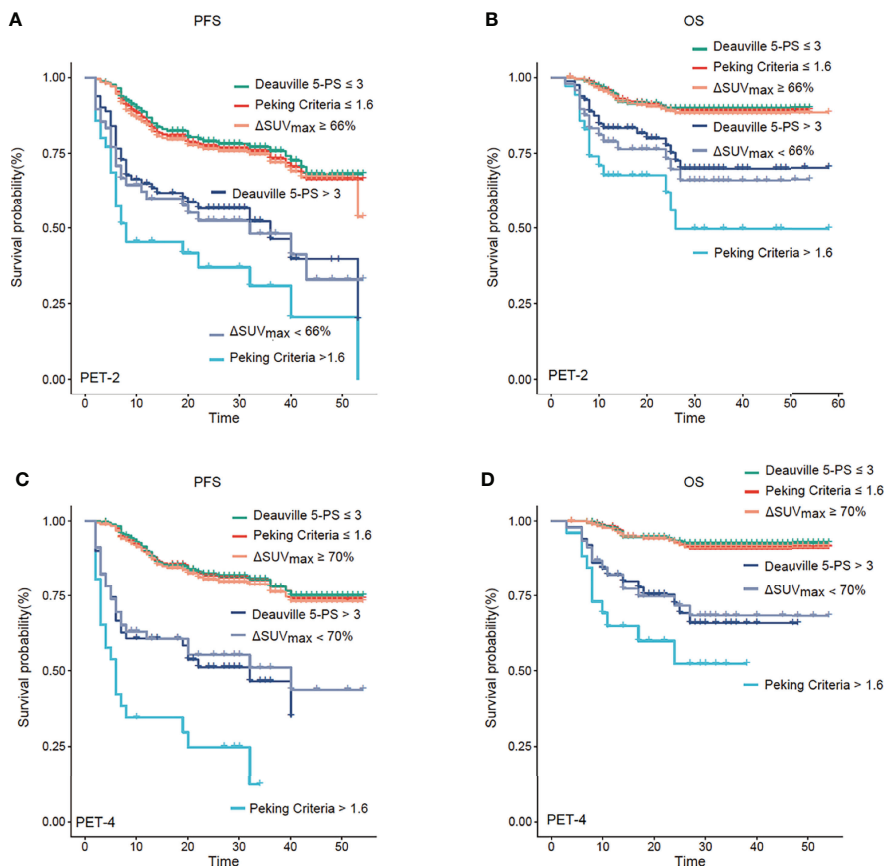 A
PFS
Survival probability(%)
1.00
0.75
0.50
0.25
0.00
Deauville 5-PS ≤ 3
Peking Criteria ≤ 1.6
ΔSUVmax ≥ 66%
Deauville 5-PS > 3
ΔSUVmax < 66%
Peking Criteria >1.6
PET-2
0 10 20 30 40 50
Time
B
OS
Survival probability(%)
1.00
0.75
0.50
0.25
0.00
Deauville 5-PS ≤ 3
Peking Criteria ≤ 1.6
ΔSUVmax ≥ 66%
Deauville 5-PS > 3
ΔSUVmax < 66%
Peking Criteria > 1.6
PET-2
0 10 20 30 40 50 60
Time
C
PFS
Survival probability(%)
1.00
0.75
0.50
0.25
0.00
Deauville 5-PS ≤ 3
Peking Criteria ≤ 1.6
ΔSUVmax ≥ 70%
Deauville 5-PS > 3
ΔSUVmax < 70%
Peking Criteria > 1.6
PET-4
0 10 20 30 40 50
Time
D
OS
Survival probability(%)
1.00
0.75
0.50
0.25
0.00
Deauville 5-PS ≤ 3
Peking Criteria ≤ 1.6
ΔSUVmax ≥ 70%
Deauville 5-PS > 3
ΔSUVmax < 70%
Peking Criteria > 1.6
PET-4
0 10 20 30 40 50
Time